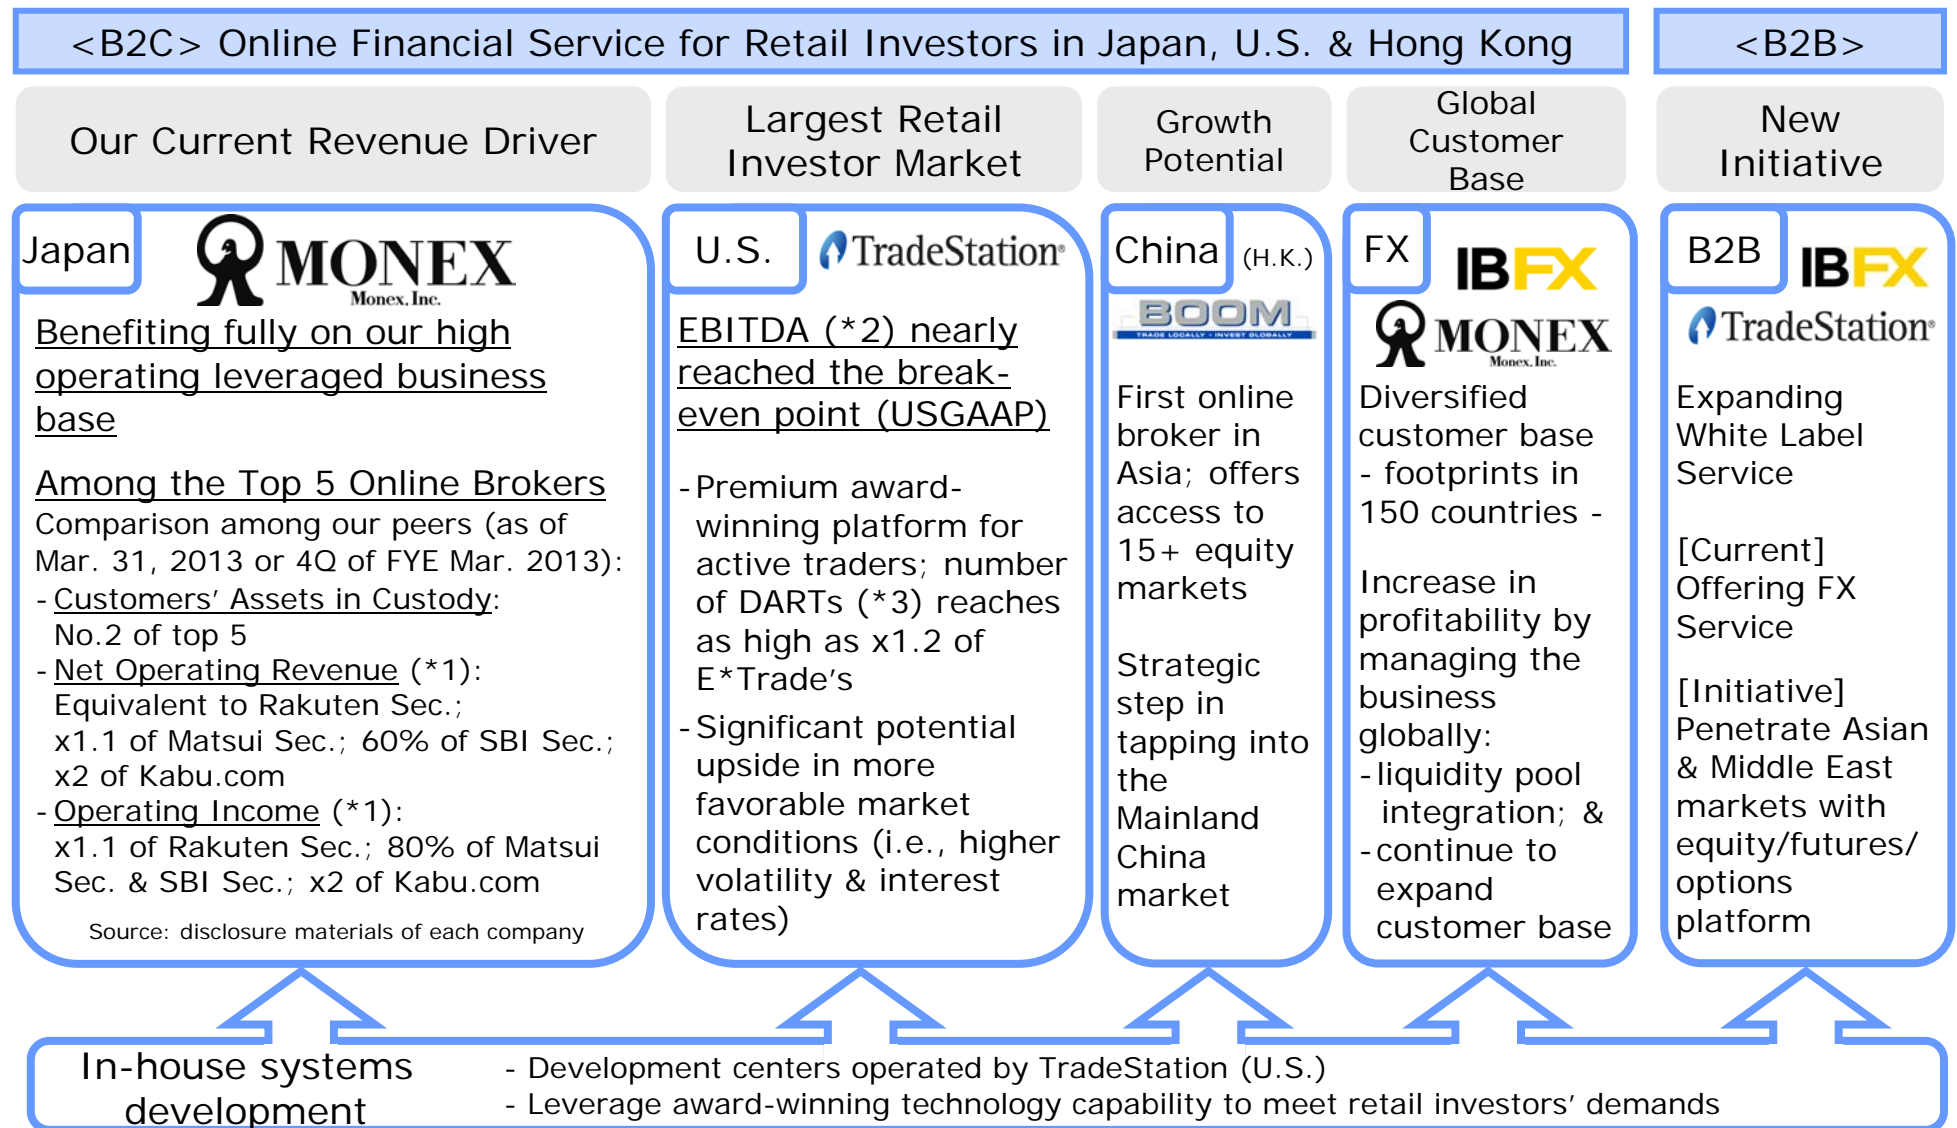 <B2C> Online Financial Service for Retail Investors in Japan, U.S. & Hong Kong
<B2B>
Our Current Revenue Driver
Largest Retail
Investor Market
Growth
Potential
Global
Customer
Base
New
Initiative
Japan
MONEX
Monex, Inc.
Benefiting fully on our high
operating leveraged business
base
Among the Top 5 Online Brokers
Comparison among our peers (as of
Mar. 31, 2013 or 4Q of FYE Mar. 2013):
- Customers' Assets in Custody:
No.2 of top 5
- Net Operating Revenue (*1):
Equivalent to Rakuten Sec.;
x1.1 of Matsui Sec.; 60% of SBI Sec.;
x2 of Kabu.com
- Operating Income (*1):
x1.1 of Rakuten Sec.; 80% of Matsui
Sec. & SBI Sec.; x2 of Kabu.com
Source: disclosure materials of each company
U.S.
TradeStation®
EBITDA (*2) nearly
reached the break-
even point (USGAAP)
- Premium award-
winning platform for
active traders; number
of DARTs (*3) reaches
as high as x1.2 of
E*Trade's
- Significant potential
upside in more
favorable market
conditions (i.e., higher
volatility & interest
rates)
China (H.K.)
BOOM
TRADE LOCALLY • INVEST GLOBALLY
First online
broker in
Asia; offers
access to
15+ equity
markets
Strategic
step in
tapping into
the
Mainland
China
market
FX
IBFX
MONEX
Monex, Inc.
Diversified
customer base
- footprints in
150 countries -
Increase in
profitability by
managing the
business
globally:
- liquidity pool
integration; &
- continue to
expand
customer base
B2B
IBFX
TradeStation®
Expanding
White Label
Service
[Current]
Offering FX
Service
[Initiative]
Penetrate Asian
& Middle East
markets with
equity/futures/
options
platform
In-house systems
development
- Development centers operated by TradeStation (U.S.)
- Leverage award-winning technology capability to meet retail investors' demands